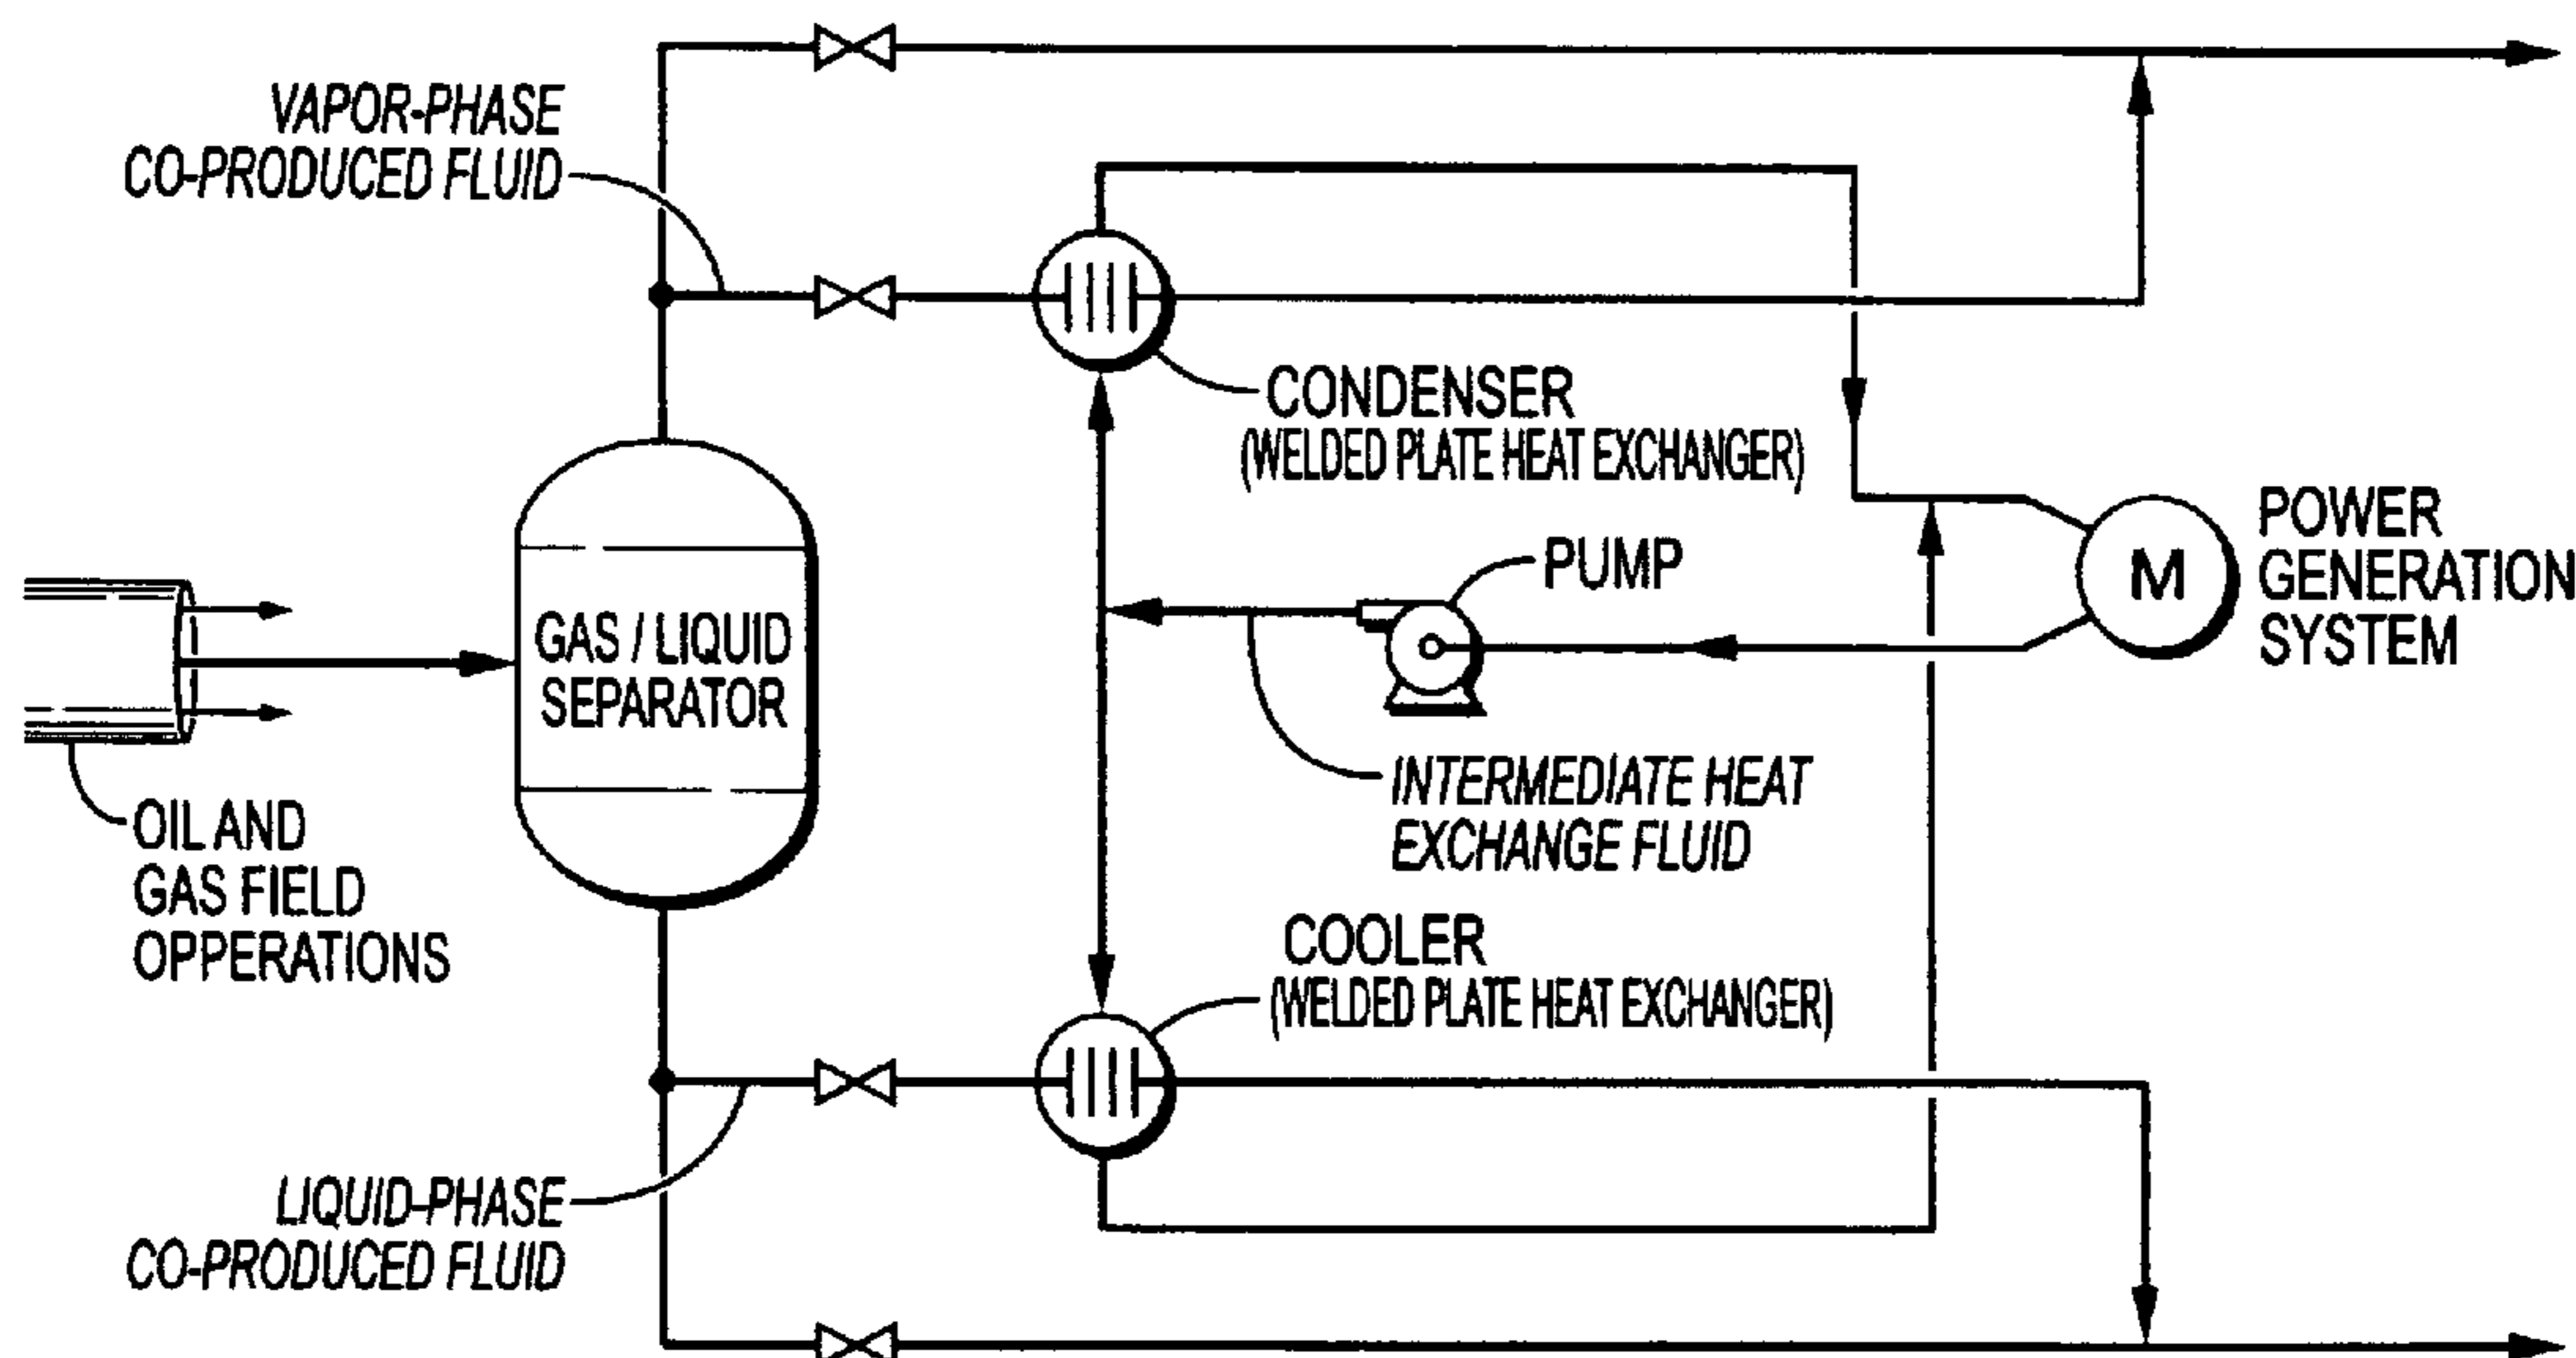 VAPOR-PHASE
CO-PRODUCED FLUID
CONDENSER
(WELDED PLATE HEAT EXCHANGER)
POWER
GENERATION
SYSTEM
M
PUMP
GAS / LIQUID
SEPARATOR
INTERMEDIATE HEAT
EXCHANGE FLUID
OIL AND
GAS FIELD
OPPERATIONS
COOLER
(WELDED PLATE HEAT EXCHANGER)
LIQUID-PHASE
CO-PRODUCED FLUID